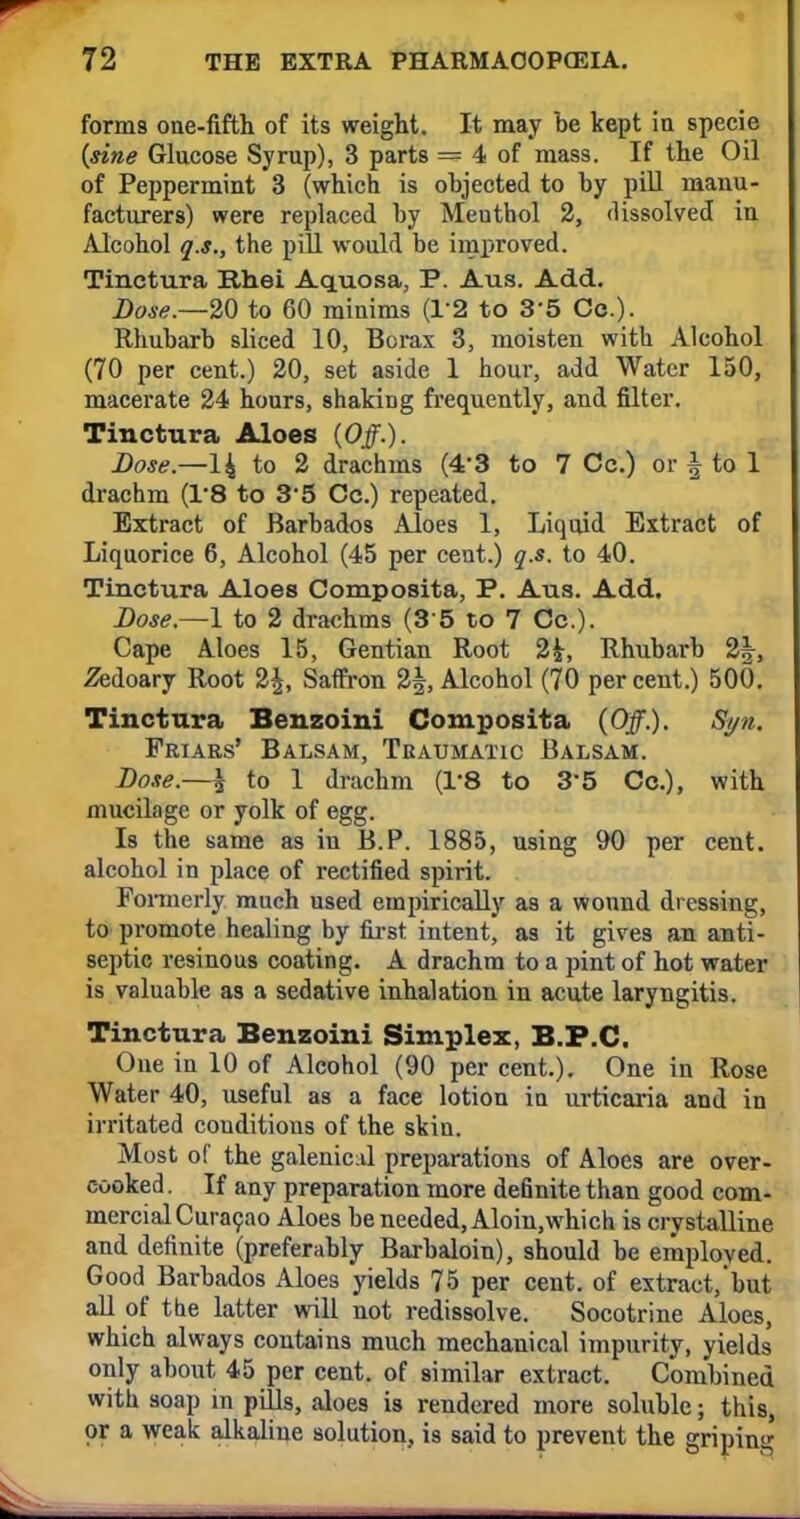 72 THE EXTRA PHARMACOPŒIA.
forms one-fifth of its weight. It may be kept in specie
(sine Glucose Syrup), 3 parts = 4 of mass. If the Oil
of Peppermint 3 (which is objected to by pill manu-
facturers) were replaced by Menthol 2, dissolved in
Alcohol q.s., the pill would be improved.
Tinctura Rhei Aquosa, P. Aus. Add.
Dose.—20 to 60 minims (1·2 to 3·5 Cc.).
Rhubarb sliced 10, Borax 3, moisten with Alcohol
(70 per cent.) 20, set aside 1 hour, add Water 150,
macerate 24 hours, shaking frequently, and filter.
Tinctura Aloes (Off.).
Dose.—1½ to 2 drachms (4·3 to 7 Cc.) or ½ to 1
drachm (1·8 to 3·5 Cc.) repeated.
Extract of Barbados Aloes 1, Liquid Extract of
Liquorice 6, Alcohol (45 per cent.) q.s. to 40.
Tinctura Aloes Composita, P. Aus. Add.
Dose.—1 to 2 drachms (3·5 to 7 Cc.).
Cape Aloes 15, Gentian Root 2½, Rhubarb 2½,
Zedoary Root 2½, Saffron 2½, Alcohol (70 per cent.) 500.
Tinctura Benzoini Composita (Off.). Syn.
Friars' Balsam, Traumatic Balsam.
Dose.—½ to 1 drachm (1·8 to 3·5 Cc.), with
mucilage or yolk of egg.
Is the same as in B.P. 1885, using 90 per cent.
alcohol in place of rectified spirit.
Formerly much used empirically as a wound dressing,
to promote healing by first intent, as it gives an anti-
septic resinous coating. A drachm to a pint of hot water
is valuable as a sedative inhalation in acute laryngitis.
Tinctura Benzoini Simplex, B.P.C.
One in 10 of Alcohol (90 per cent.). One in Rose
Water 40, useful as a face lotion in urticaria and in
irritated conditions of the skin.
Most of the galenical preparations of Aloes are over-
cooked. If any preparation more definite than good com-
mercial Curaçao Aloes be needed, Aloin, which is crystalline
and definite (preferably Barbaloin), should be employed.
Good Barbados Aloes yields 75 per cent. of extract, but
all of the latter will not redissolve. Socotrine Aloes,
which always contains much mechanical impurity, yields
only about 45 per cent. of similar extract. Combined
with soap in pills, aloes is rendered more soluble; this,
or a weak alkaline solution, is said to prevent the griping